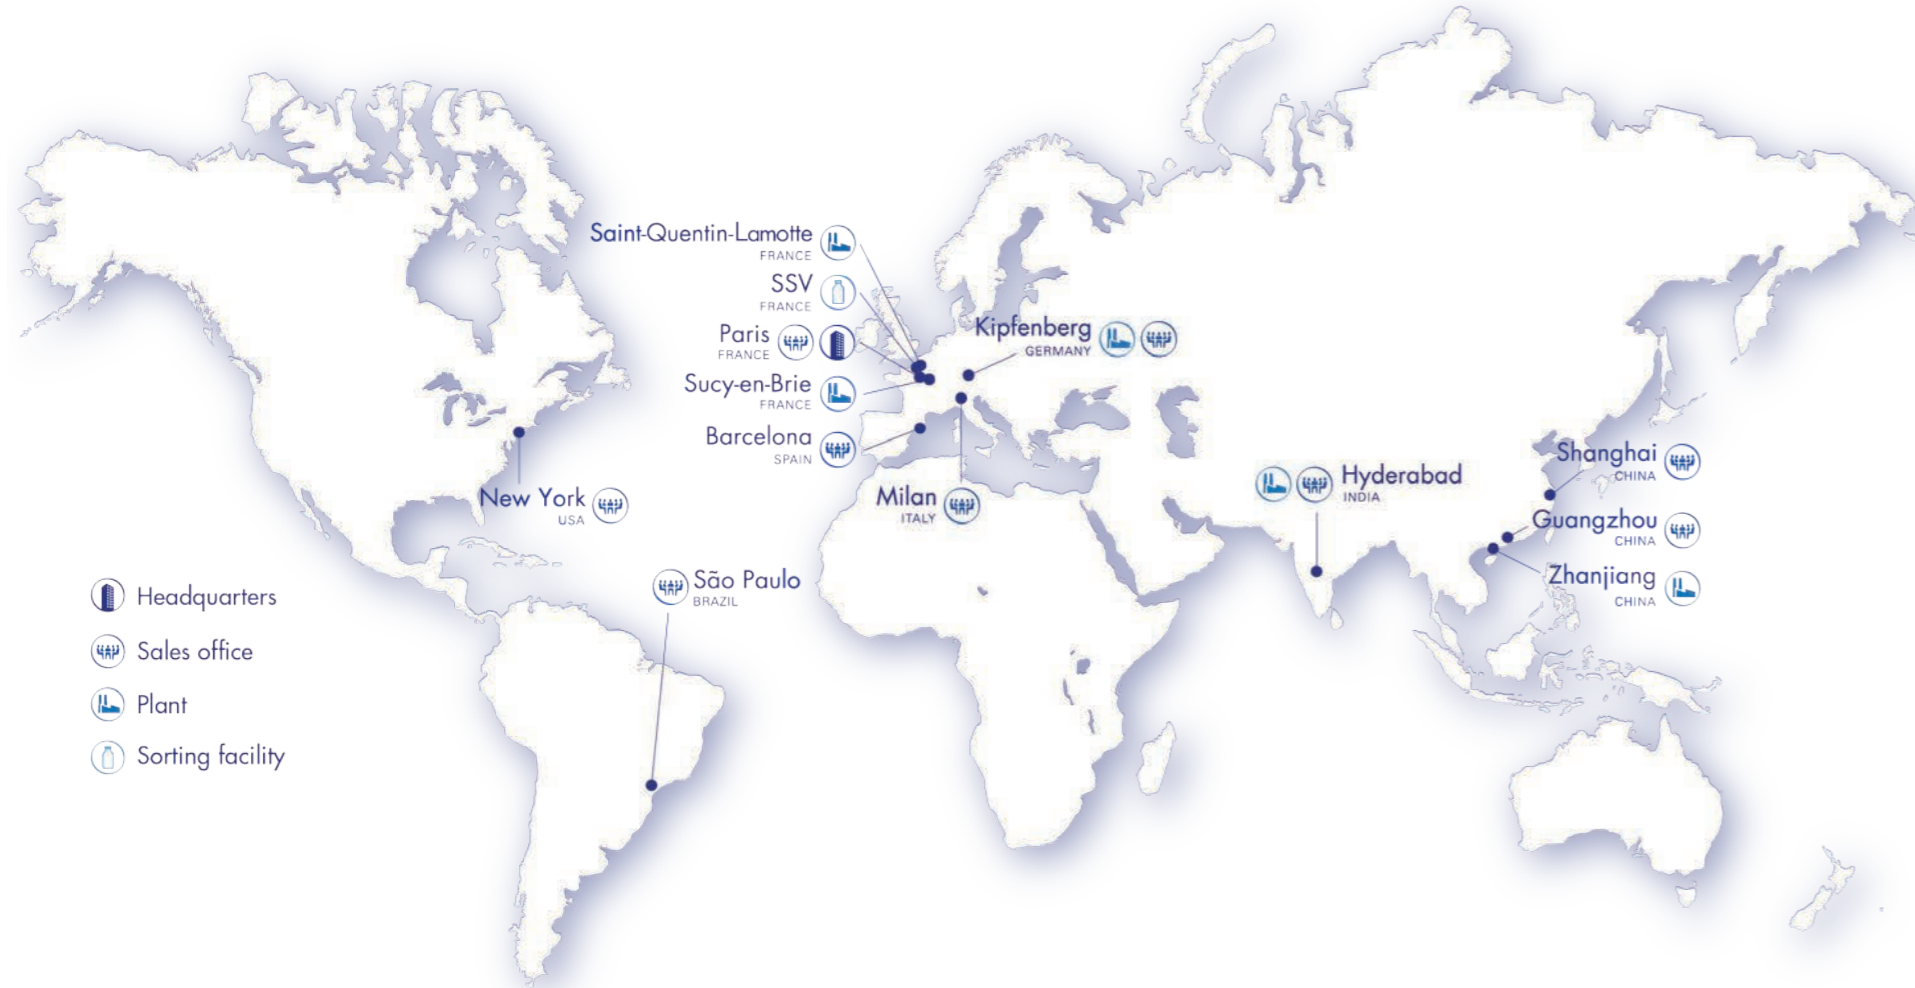 Saint-Quentin-Lamotte
FRANCE
SSV
FRANCE
Paris
FRANCE
Sucy-en-Brie
FRANCE
Barcelona
SPAIN
Kipfenberg
GERMANY
Milan
ITALY
New York
USA
São Paulo
BRAZIL
Hyderabad
INDIA
Shanghai
CHINA
Guangzhou
CHINA
Zhanjiang
CHINA
Headquarters
Sales office
Plant
Sorting facility